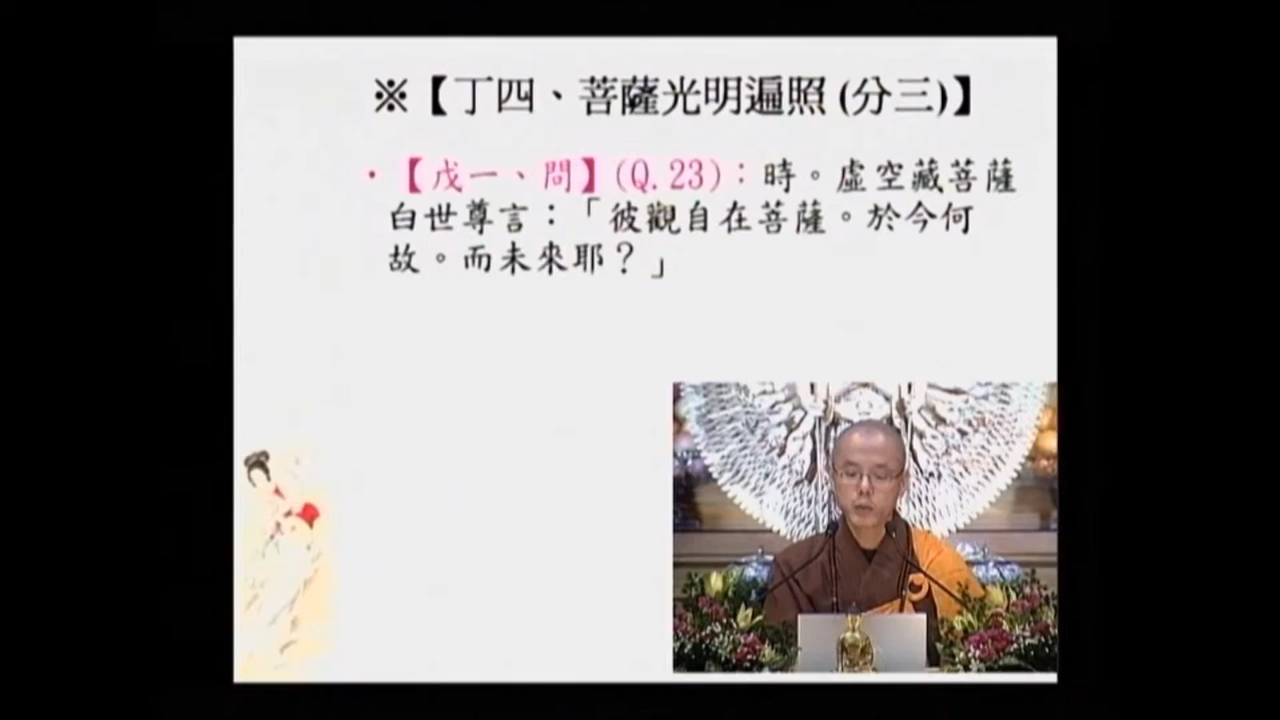 ※【丁四、菩薩光明遍照(分三)】
・【戊一、問】(Q.23)：時。虛空藏菩薩
白世尊言：「彼觀自在菩薩。於今何
故。而未來耶？」